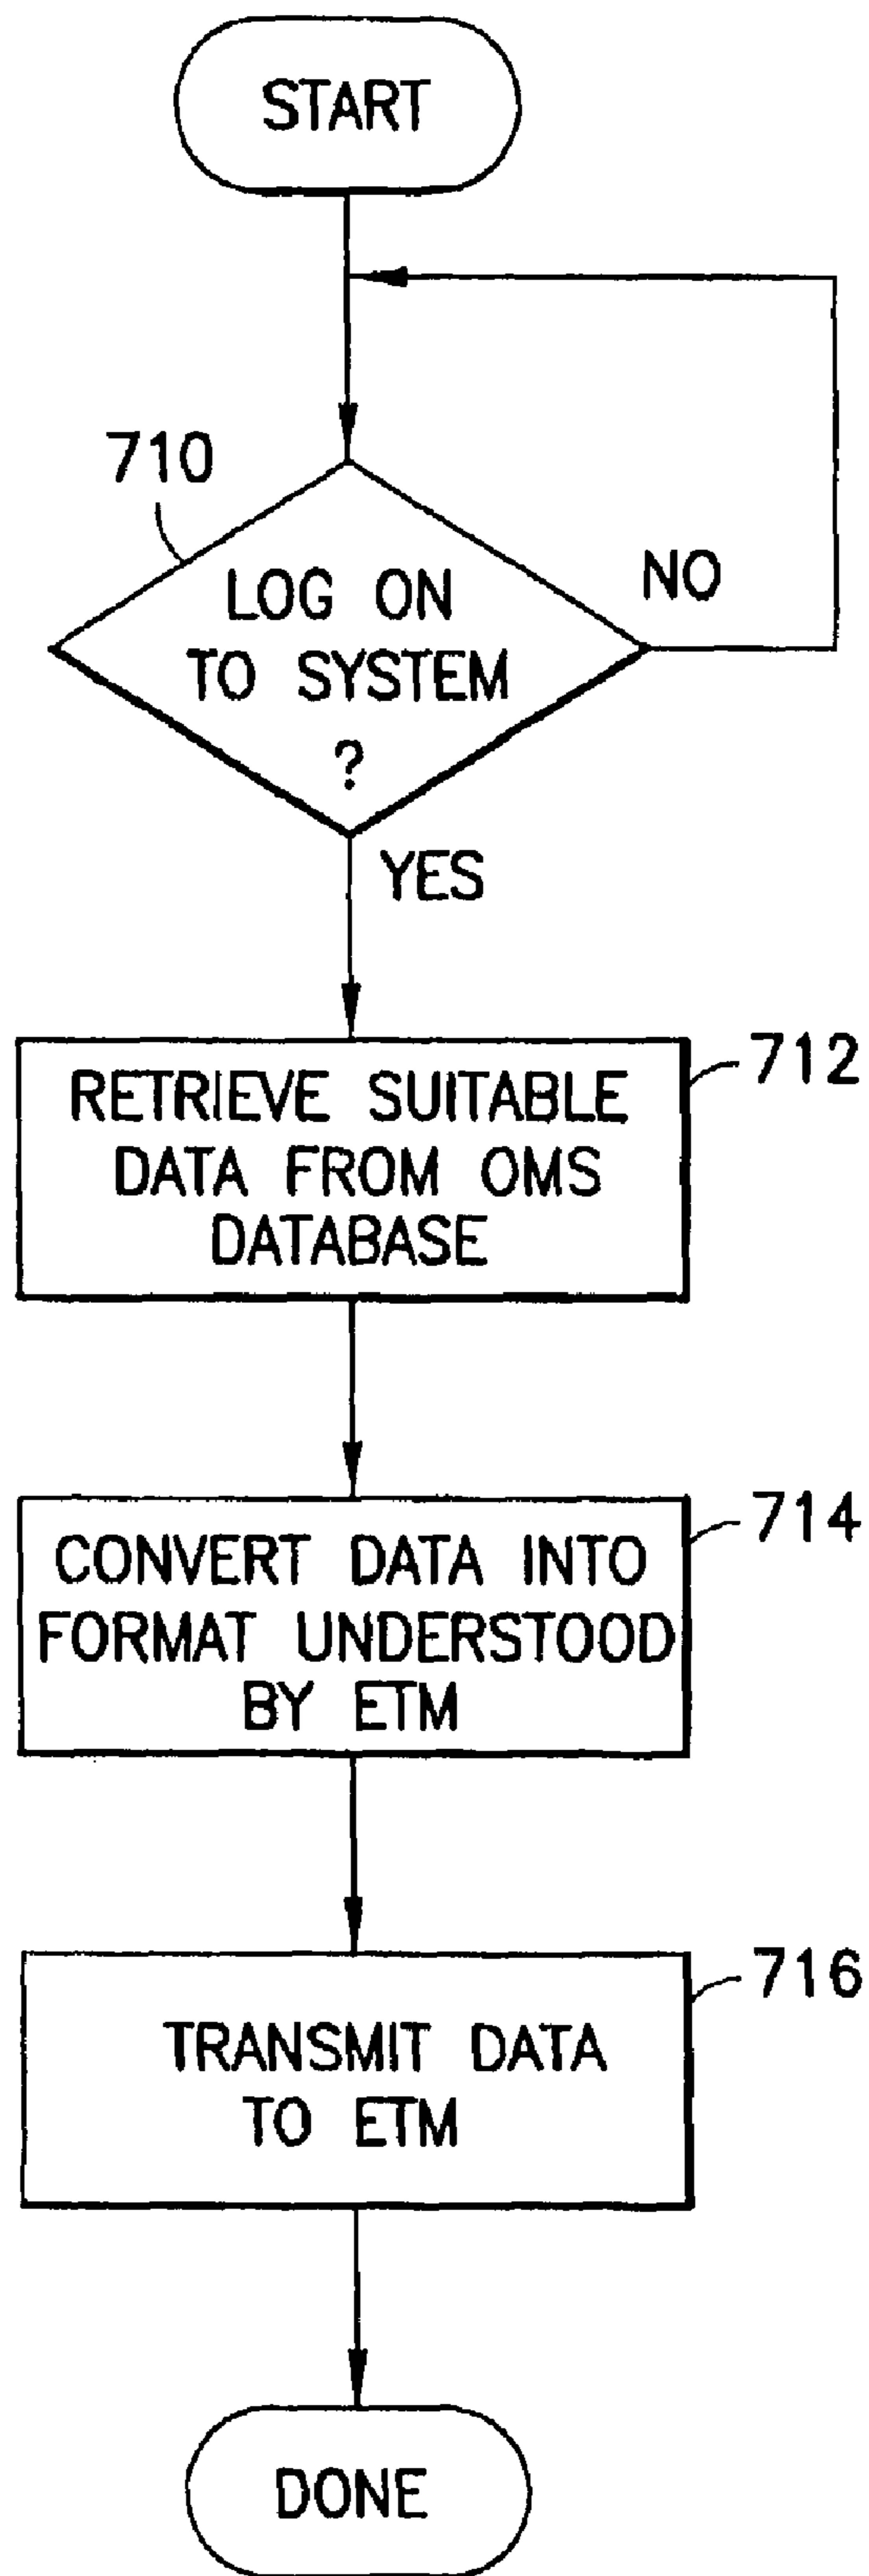 START
710
LOG ON
TO SYSTEM
?
NO
YES
712
RETRIEVE SUITABLE
DATA FROM OMS
DATABASE
714
CONVERT DATA INTO
FORMAT UNDERSTOOD
BY ETM
716
TRANSMIT DATA
TO ETM
DONE